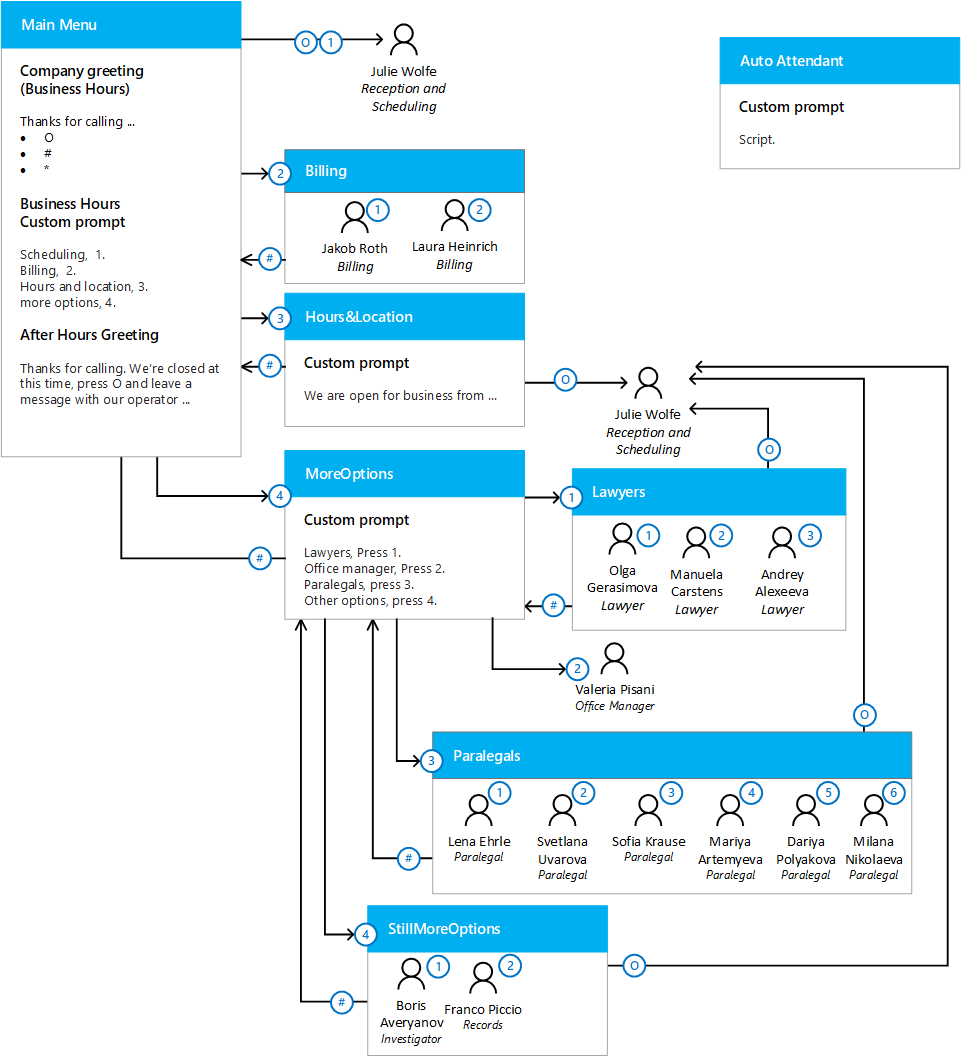 Main Menu
Company greeting
(Business Hours)
Thanks for calling ...
• O
• #
• *
Business Hours
Custom prompt
Scheduling, 1.
Billing, 2.
Hours and location, 3.
more options, 4.
After Hours Greeting
Thanks for calling. We're closed at
this time, press O and leave a
message with our operator ...
O 1
Julie Wolfe
Reception and
Scheduling
Auto Attendant
Custom prompt
Script.
2
Billing
1
Jakob Roth
Billing
2
Laura Heinrich
Billing
#
3
Hours&Location
Custom prompt
We are open for business from ...
#
O
Julie Wolfe
Reception and
Scheduling
O
4
MoreOptions
Custom prompt
Lawyers, Press 1.
Office manager, Press 2.
Paralegals, press 3.
Other options, press 4.
#
1
Lawyers
1
Olga
Gerasimova
Lawyer
2
Manuela
Carstens
Lawyer
3
Andrey
Alexeeva
Lawyer
#
2
Valeria Pisani
Office Manager
O
3
Paralegals
1
Lena Ehrle
Paralegal
2
Svetlana
Uvarova
Paralegal
3
Sofia Krause
Paralegal
4
Mariya
Artemyeva
Paralegal
5
Dariya
Polyakova
Paralegal
6
Milana
Nikolaeva
Paralegal
#
4
StillMoreOptions
1
Boris
Averyanov
Investigator
2
Franco Piccio
Records
#
O